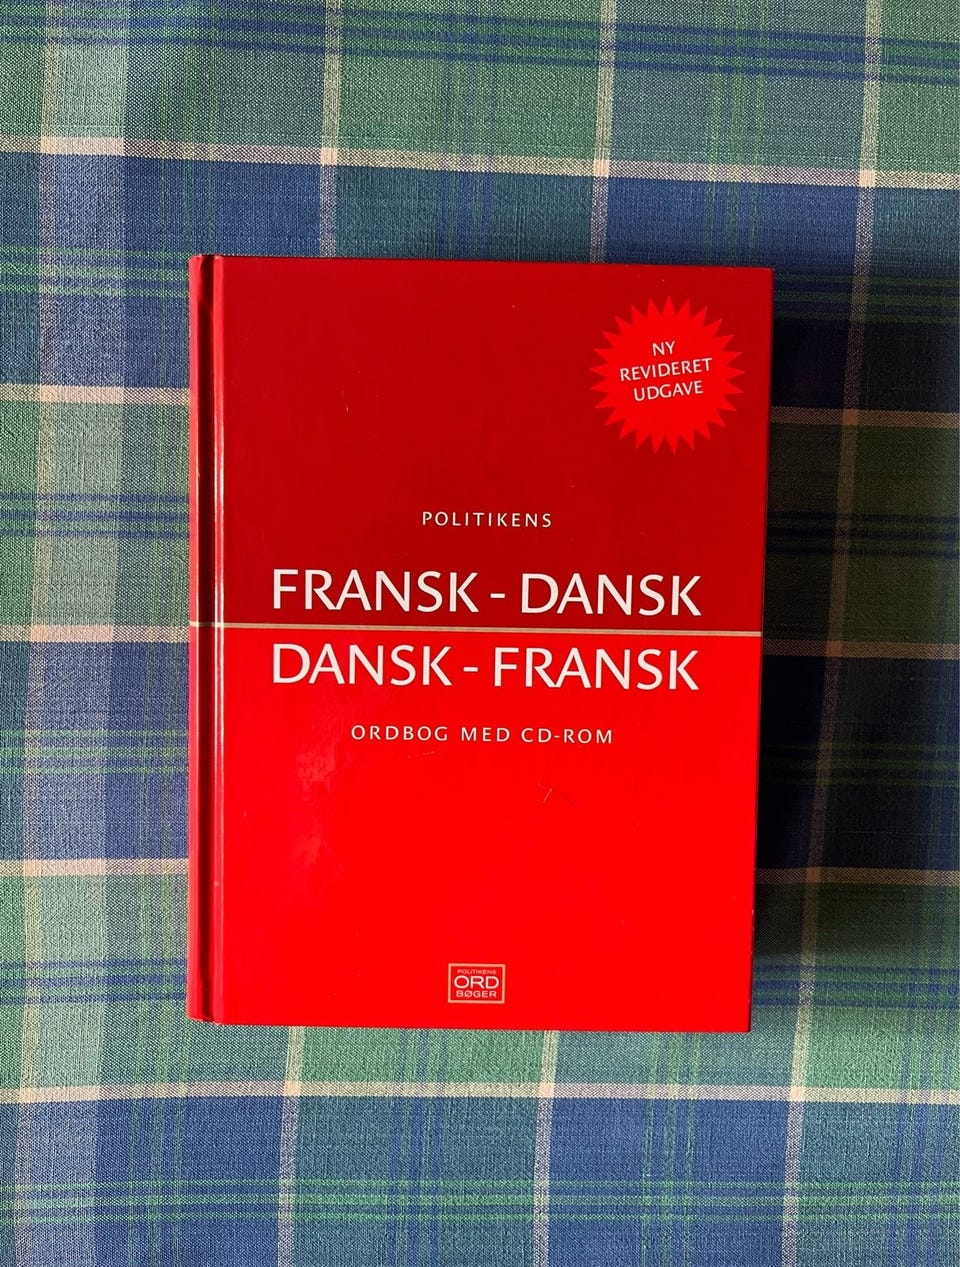 NY
REVIDERET
UDGAVE
POLITIKENS
FRANSK - DANSK
DANSK - FRANSK
ORDBOG MED CD-ROM
POLITIKENS
ORD
BØGER